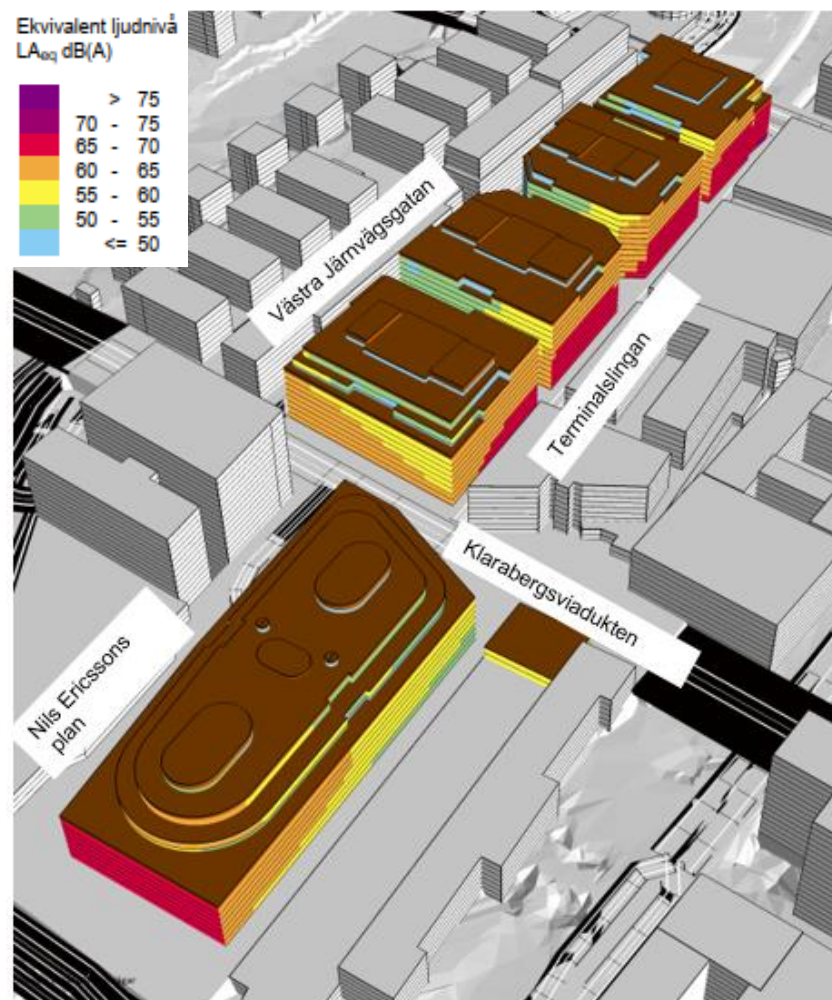 Ekvivalent ljudnivå
LAeq dB(A)
> 75
70 - 75
65 - 70
60 - 65
55 - 60
50 - 55
<= 50
Västra Järnvägsgatan
Terminalslingan
Klarabergsviadukten
Nils Ericssons
plan